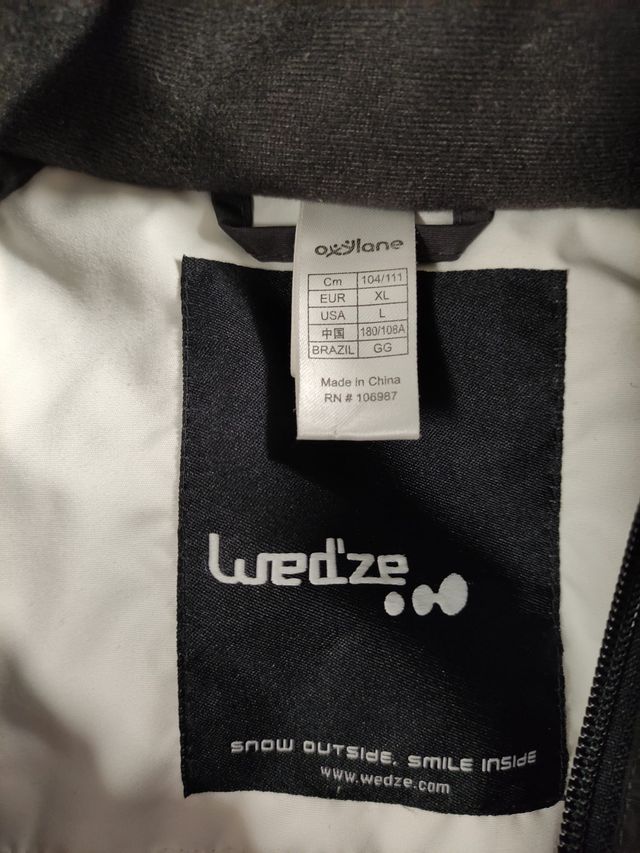 oxylane
Cm 104/111
EUR XL
USA L
中国 180/108A
BRAZIL GG
Made in China
RN # 106987
Wed'ze
SNOW OUTSIDE, SMILE INSIDE
www.wedze.com